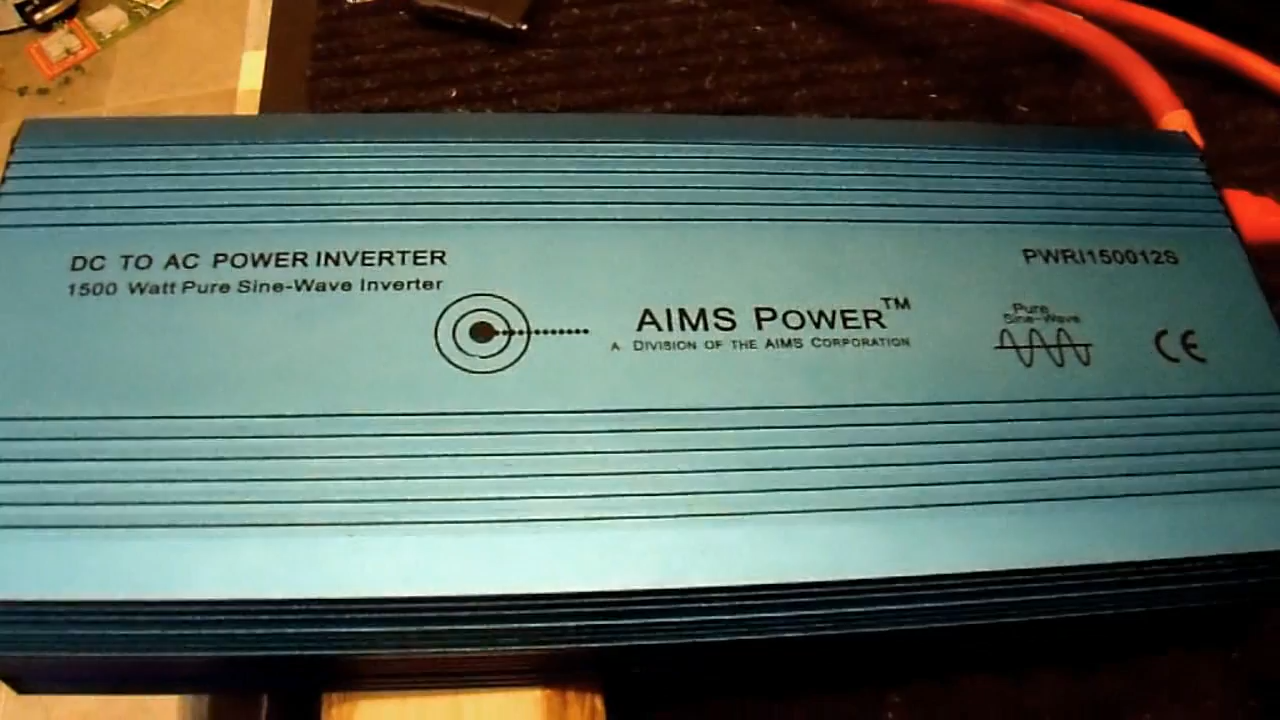 DC TO AC POWER INVERTER
1500 Watt Pure Sine-Wave Inverter
AIMS POWER™
A DIVISION OF THE AIMS CORPORATION
PWRI150012S
Pure
Sine-Wave
CE